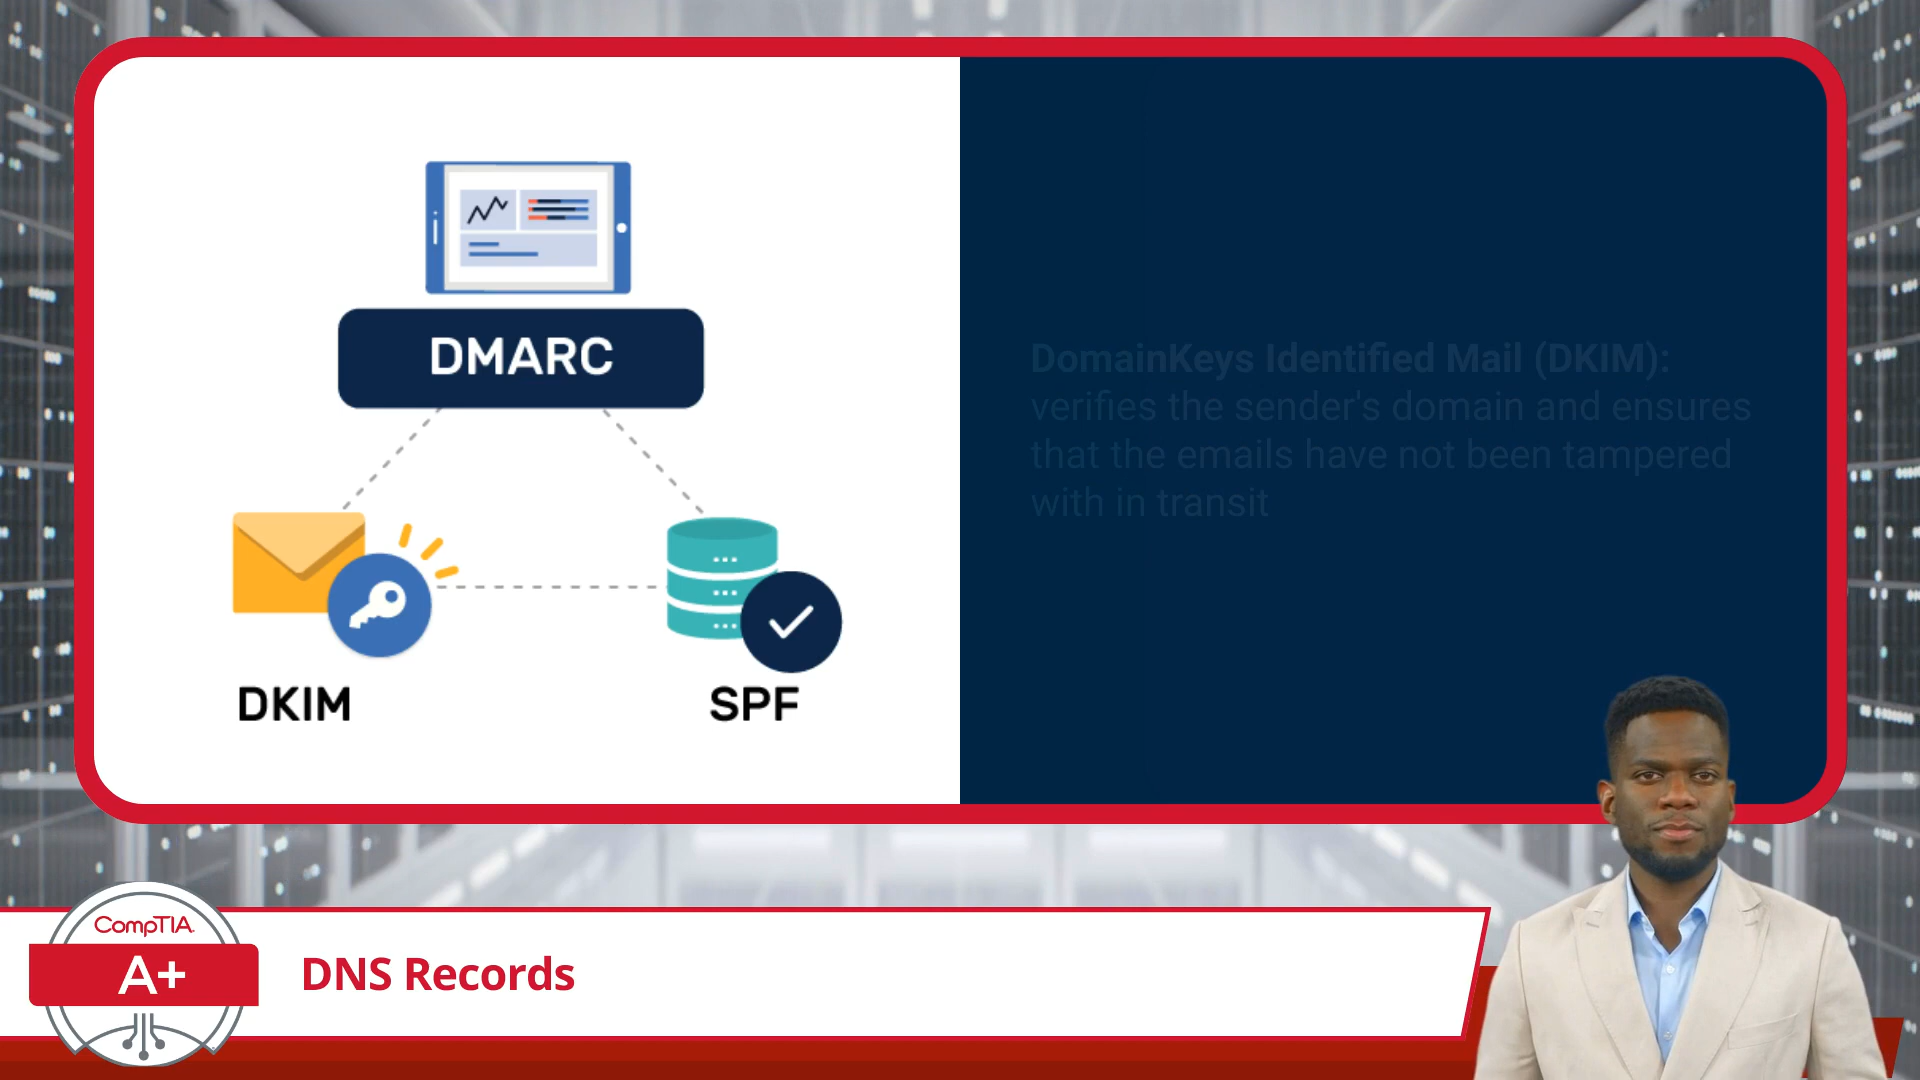 DMARC
DKIM
SPF
DomainKeys Identified Mail (DKIM):
verifies the sender's domain and ensures
that the emails have not been tampered
with in transit
CompTIA
A+
DNS Records